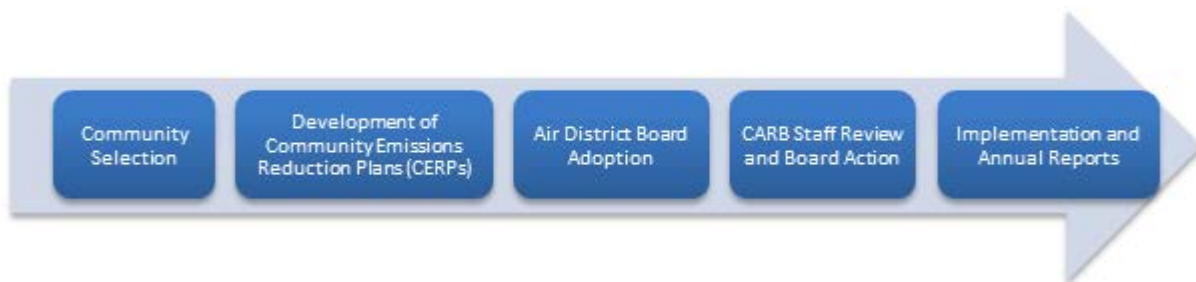 Community
Selection
Development of
Community Emissions
Reduction Plans (CERPs)
Air District Board
Adoption
CARB Staff Review
and Board Action
Implementation and
Annual Reports